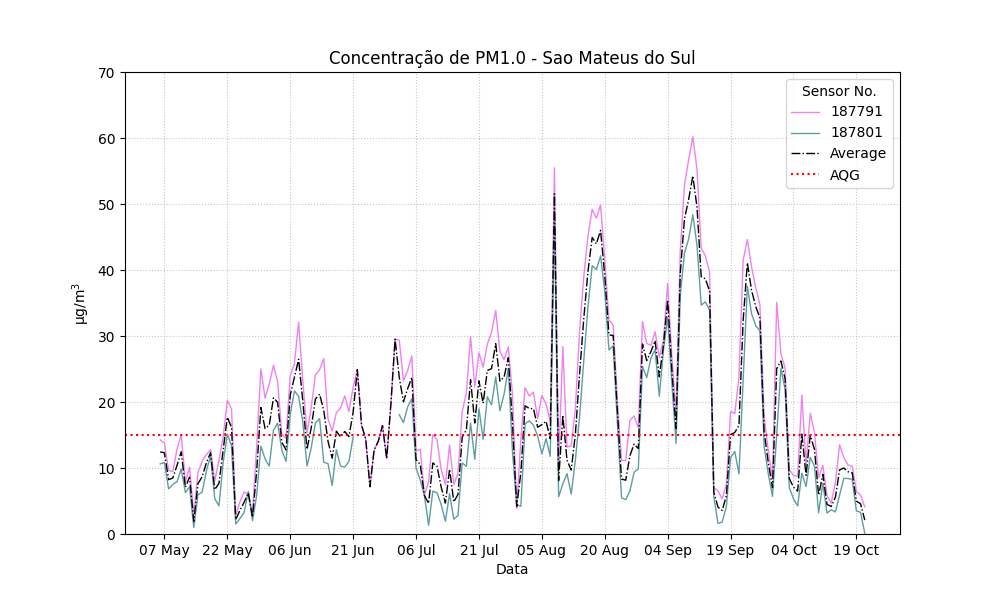 Concentração de PM1.0 - Sao Mateus do Sul
70
60
50
40
30
20
10
0
µg/m³
Sensor No.
187791
187801
Average
AQG
07 May 22 May 06 Jun 21 Jun 06 Jul 21 Jul 05 Aug 20 Aug 04 Sep 19 Sep 04 Oct 19 Oct
Data